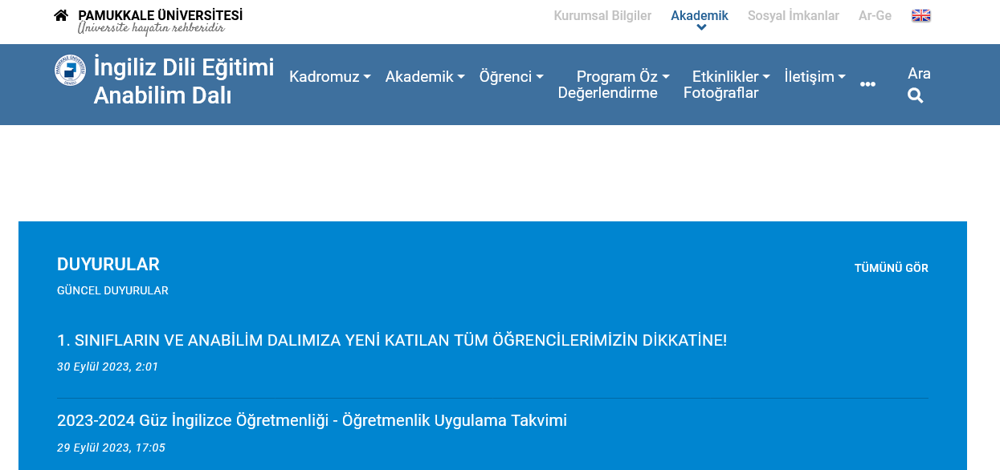 PAMUKKALE ÜNİVERSİTESİ
Üniversite hayatın rehberidir
Kurumsal Bilgiler
Akademik
Sosyal İmkanlar
Ar-Ge
İngiliz Dili Eğitimi
Anabilim Dalı
Kadromuz
Akademik
Öğrenci
Program Öz
Değerlendirme
Etkinlikler
Fotoğraflar
İletişim
Ara
DUYURULAR
TÜMÜNÜ GÖR
GÜNCEL DUYURULAR
1. SINIFLARIN VE ANABİLİM DALIMIZA YENİ KATILAN TÜM ÖĞRENCİLERİMİZİN DİKKATİNE!
30 Eylül 2023, 2:01
2023-2024 Güz İngilizce Öğretmenliği - Öğretmenlik Uygulama Takvimi
29 Eylül 2023, 17:05